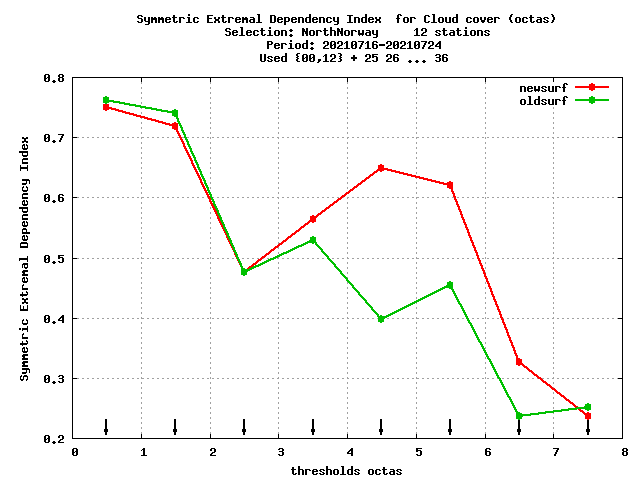 Symmetric Extremal Dependency Index  for Cloud cover (octas)
Selection: NorthNorway     12 stations
Period: 20210716-20210724
Used {00,12} + 25 26 ... 36
newsurf
oldsurf
Symmetric Extremal Dependency Index
0.8
0.7
0.6
0.5
0.4
0.3
0.2
0 1 2 3 4 5 6 7 8
thresholds octas